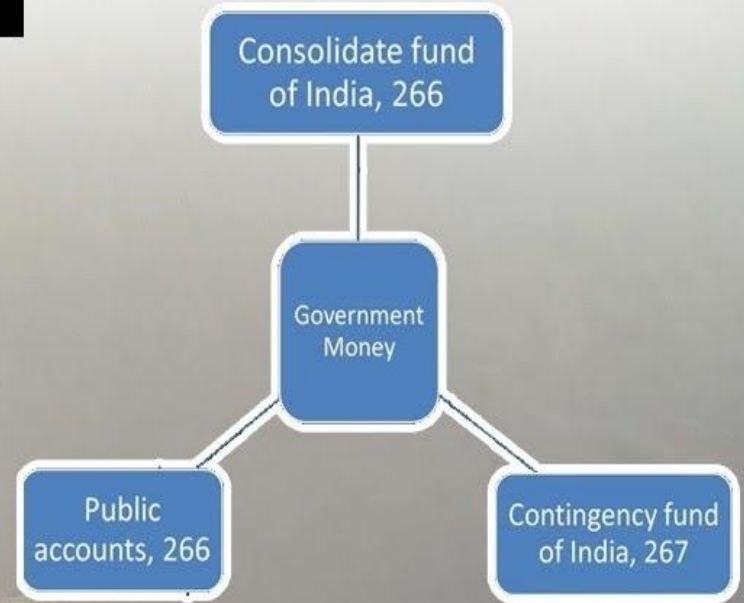 Consolidate fund
of India, 266
Government
Money
Public
accounts, 266
Contingency fund
of India, 267